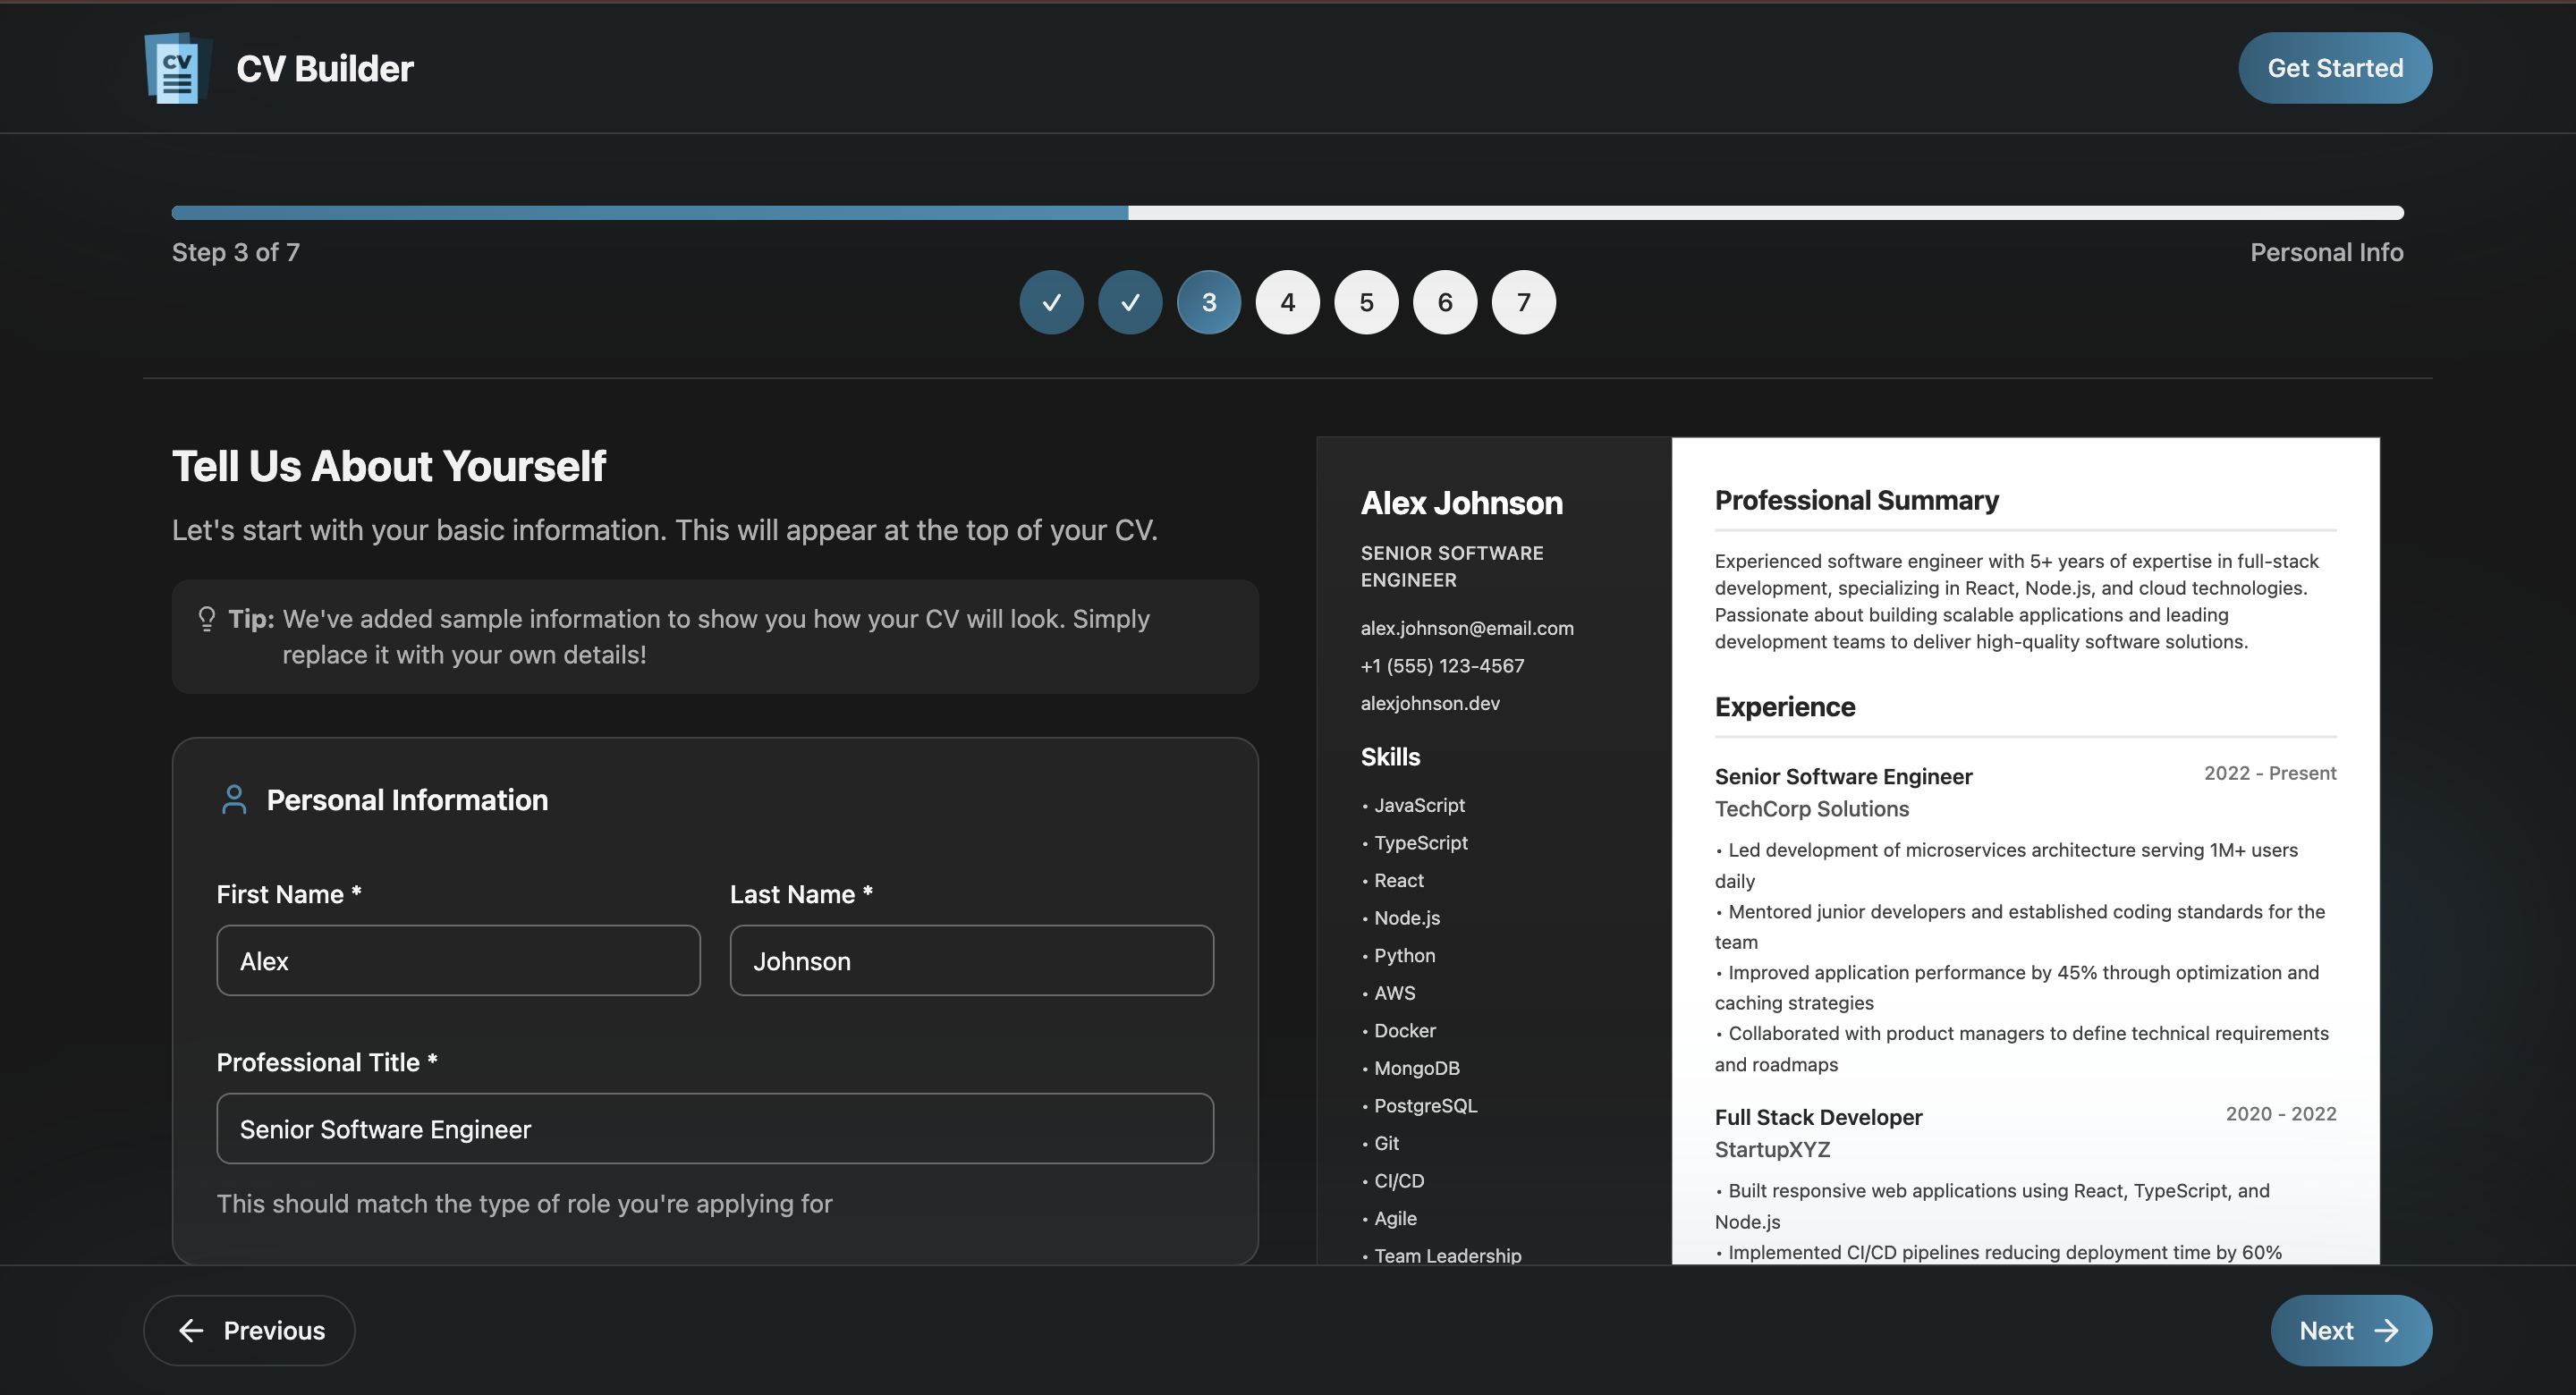 CV
CV Builder
Get Started
Step 3 of 7
Personal Info
3
4
5
6
7
Tell Us About Yourself
Let's start with your basic information. This will appear at the top of your CV.
Tip: We've added sample information to show you how your CV will look. Simply
replace it with your own details!
Personal Information
First Name *
Last Name *
Alex
Johnson
Professional Title *
Senior Software Engineer
This should match the type of role you're applying for
Alex Johnson
SENIOR SOFTWARE
ENGINEER
alex.johnson@email.com
+1 (555) 123-4567
alexjohnson.dev
Skills
• JavaScript
• TypeScript
• React
• Node.js
• Python
• AWS
• Docker
• MongoDB
• PostgreSQL
• Git
• CI/CD
• Agile
• Team Leadership
Professional Summary
Experienced software engineer with 5+ years of expertise in full-stack
development, specializing in React, Node.js, and cloud technologies.
Passionate about building scalable applications and leading
development teams to deliver high-quality software solutions.
Experience
Senior Software Engineer
2022 - Present
TechCorp Solutions
• Led development of microservices architecture serving 1M+ users
daily
• Mentored junior developers and established coding standards for the
team
• Improved application performance by 45% through optimization and
caching strategies
• Collaborated with product managers to define technical requirements
and roadmaps
Full Stack Developer
2020 - 2022
StartupXYZ
• Built responsive web applications using React, TypeScript, and
Node.js
• Implemented CI/CD pipelines reducing deployment time by 60%
Previous
Next